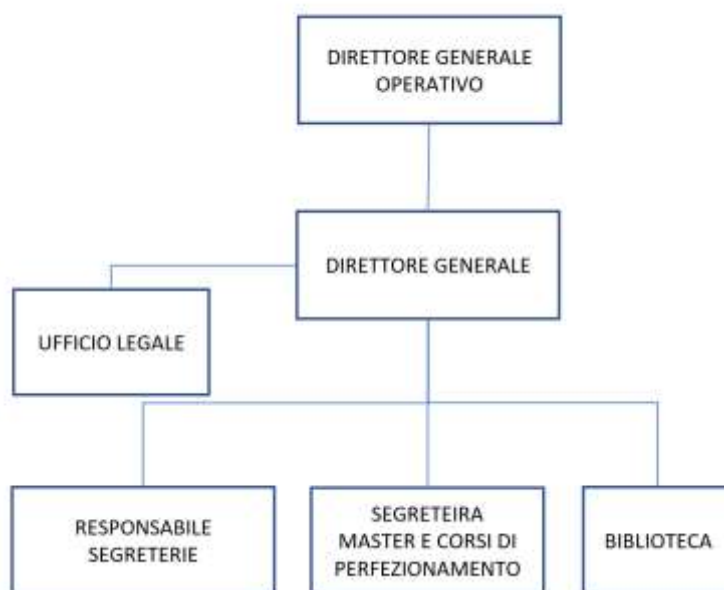 DIRETTORE GENERALE
OPERATIVO
DIRETTORE GENERALE
UFFICIO LEGALE
RESPONSABILE
SEGRETERIE
SEGRETEIRA
MASTER E CORSI DI
PERFEZIONAMENTO
BIBLIOTECA